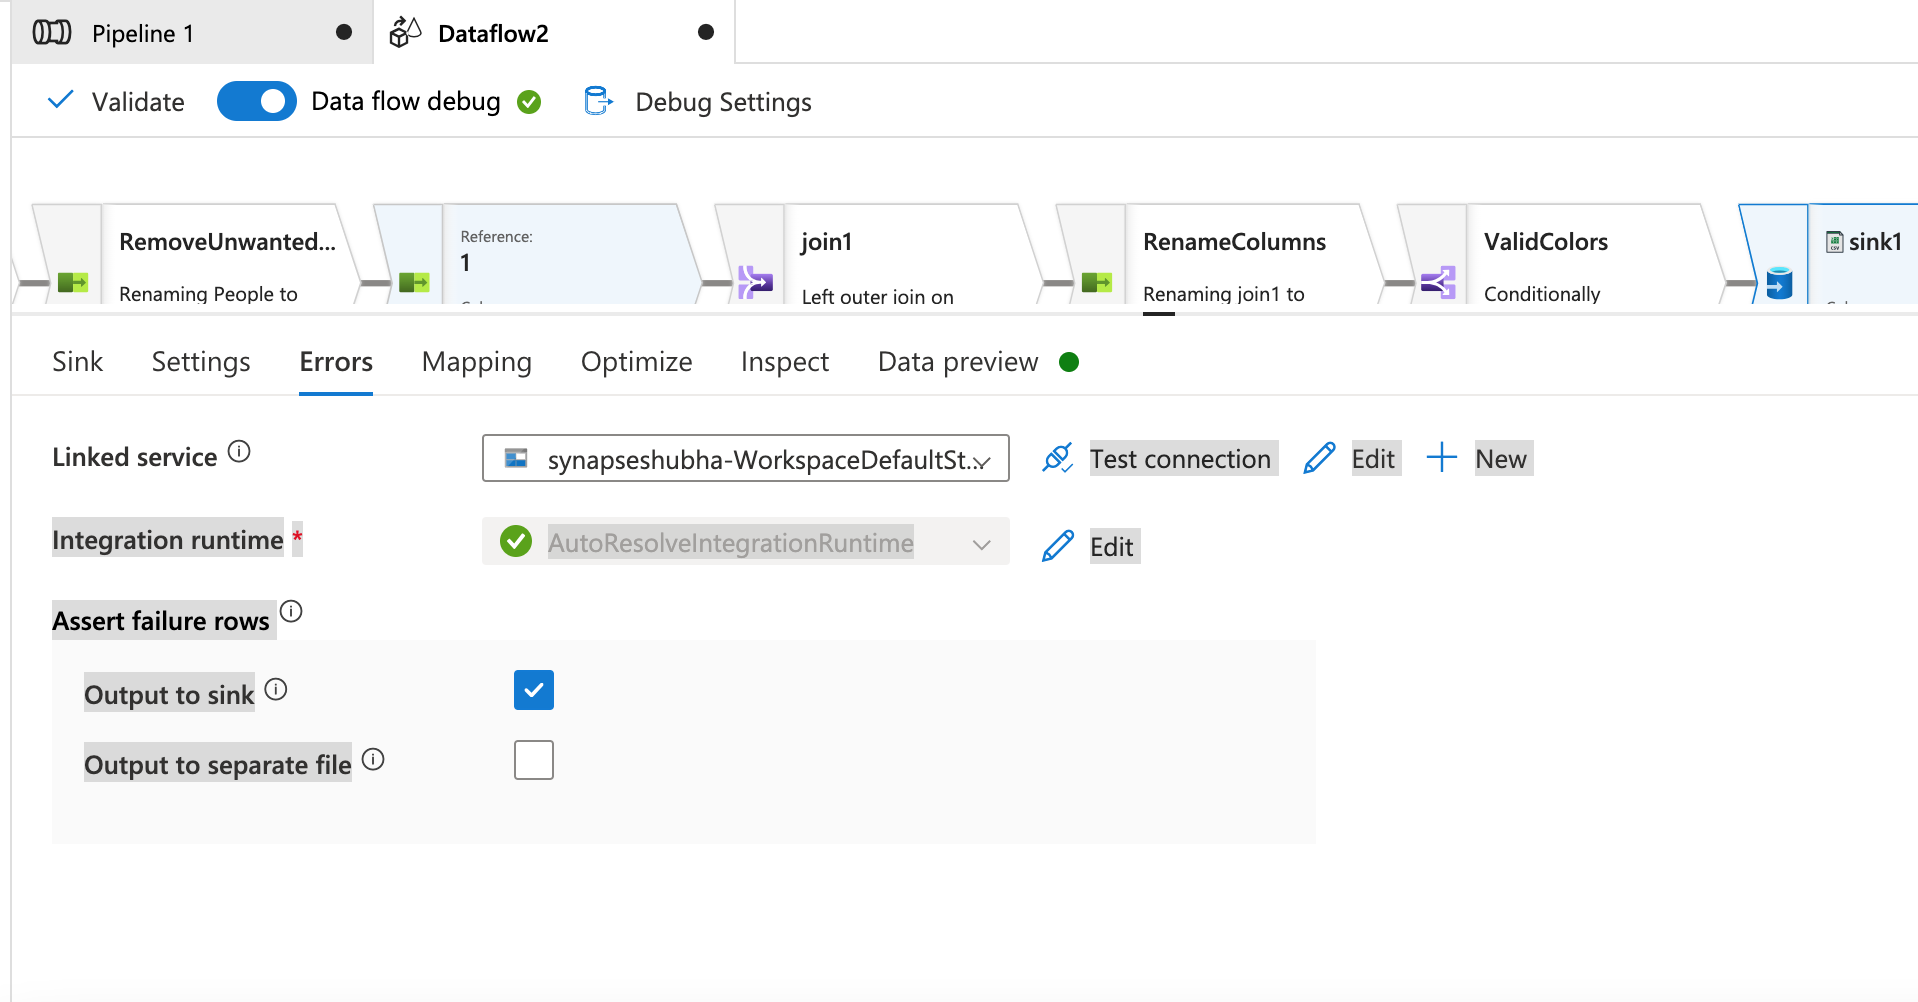 Pipeline 1
Dataflow2
Validate
Data flow debug
Debug Settings
RemoveUnwanted...
Renaming People to
Reference:
1
join1
Left outer join on
RenameColumns
Renaming join1 to
ValidColors
Conditionally
CSV
sink1
Sink
Settings
Errors
Mapping
Optimize
Inspect
Data preview
Linked service
synapseshubha-WorkspaceDefaultSt...
Test connection
Edit
New
Integration runtime *
AutoResolveIntegrationRuntime
Edit
Assert failure rows
Output to sink
Output to separate file